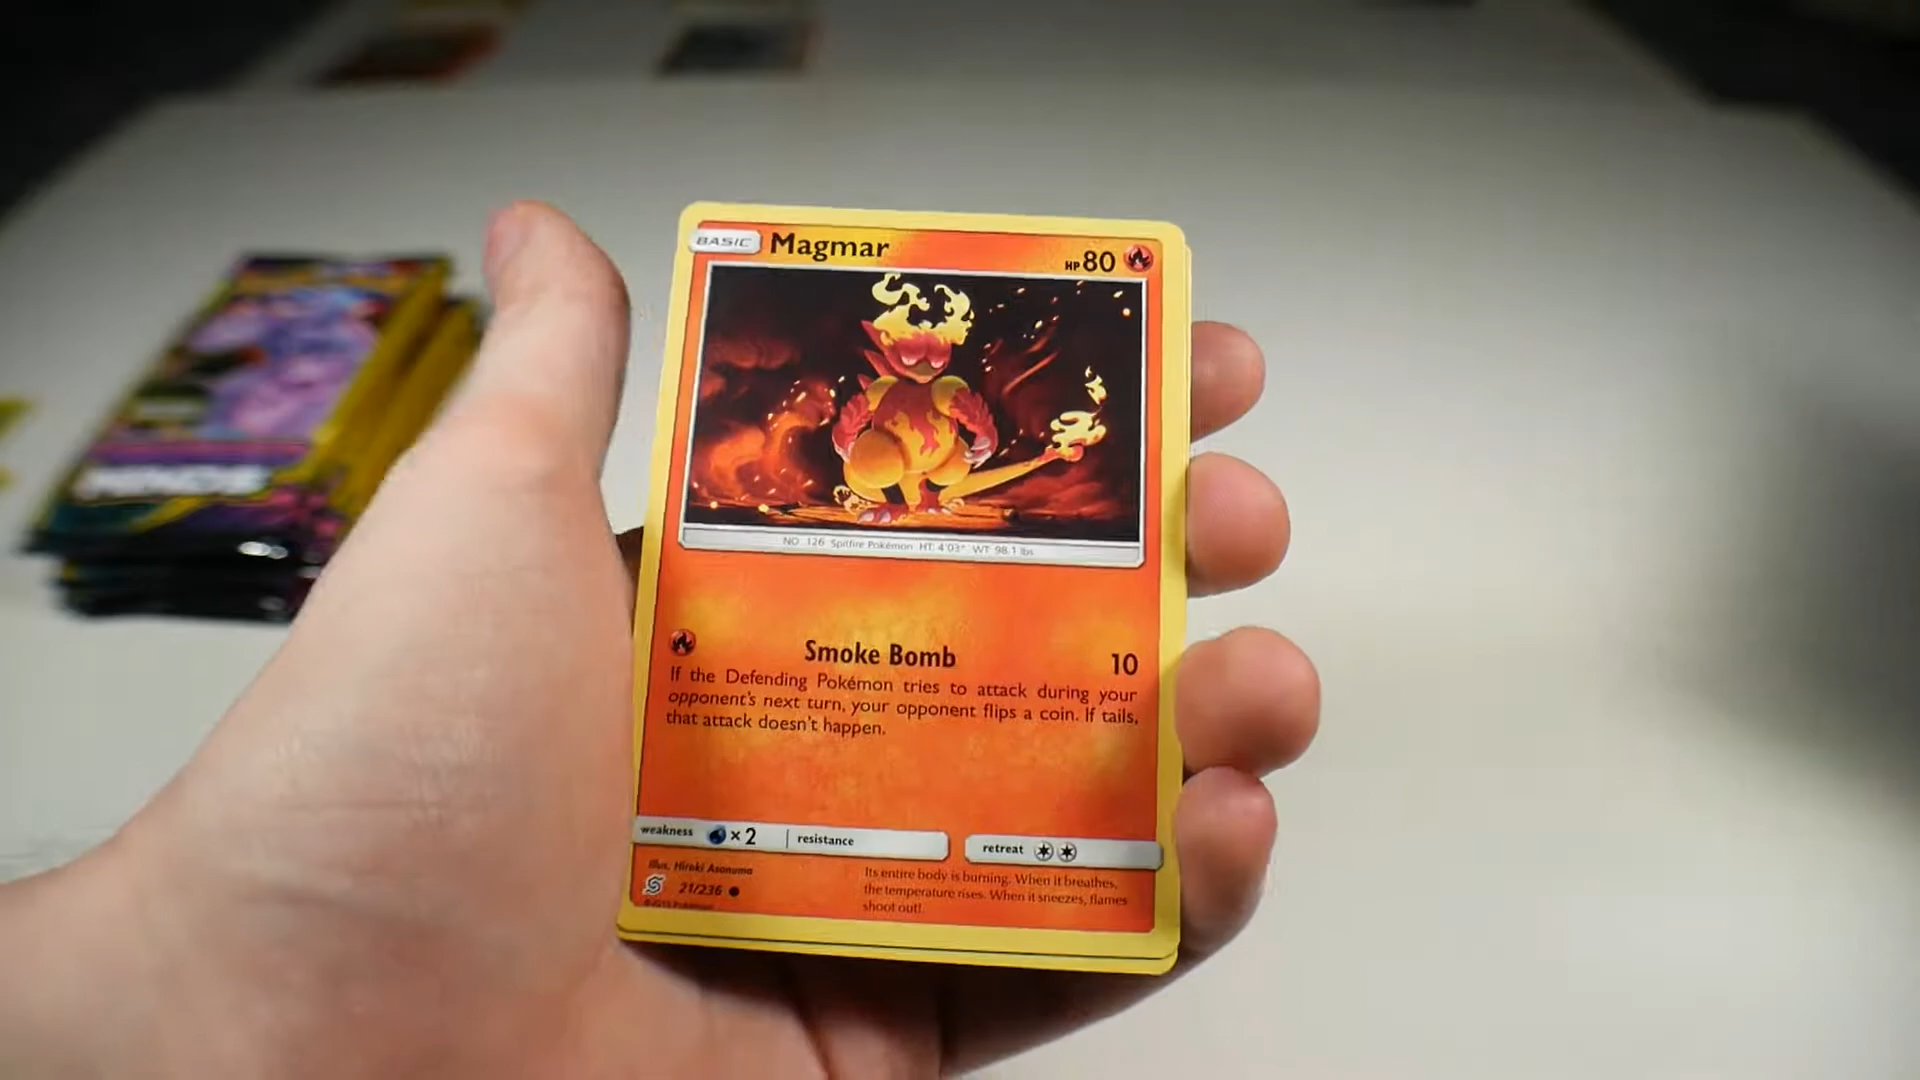 BASIC Magmar HP 80
NO. 126 Spitfire Pokémon HT: 4'03" WT: 98.1 lbs
Smoke Bomb 10
If the Defending Pokémon tries to attack during your
opponent's next turn, your opponent flips a coin. If tails,
that attack doesn't happen.
weakness ×2 resistance retreat
Illus. Hiroki Asanuma
21/236
Its entire body is burning. When it breathes,
the temperature rises. When it sneezes, flames
shoot out!
MINDS